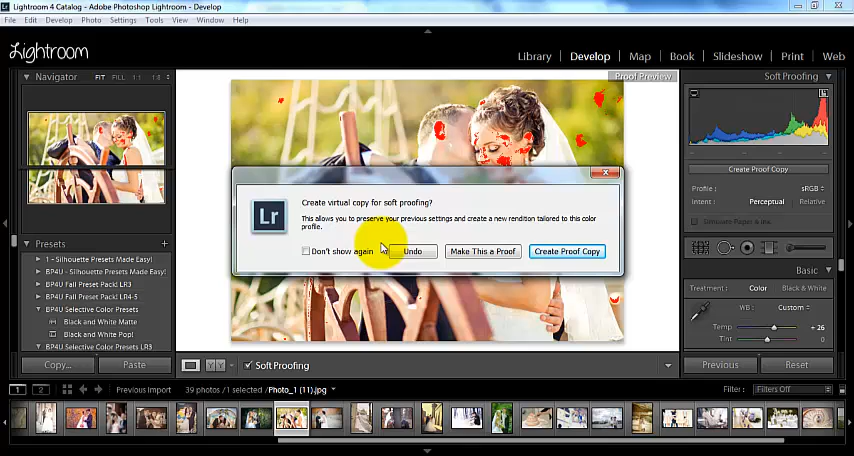 Lightroom 4 Catalog - Adobe Photoshop Lightroom - Develop
File Edit Develop Photo Settings Tools View Window Help
Lightroom
Library | Develop | Map | Book | Slideshow | Print | Web
Navigator FIT FILL 1:1 1:8
Proof Preview
Soft Proofing
Create Proof Copy
Profile : sRGB
Intent : Perceptual Relative
Create virtual copy for soft proofing?
This allows you to preserve your previous settings and create a new rendition tailored to this color
profile.
Lr
Don't show again Undo Make This a Proof Create Proof Copy
Presets
1 - Silhouette Presets Made Easy!
BP4U - Silhouette Presets Made Easy!
BP4U Fall Preset Pack! LR3
BP4U Fall Preset Pack! LR4-5
BP4U Selective Color Presets
Black and White Matte
Black and White Pop!
BP4U Selective Color Presets LR3
Basic
Treatment : Color Black & White
WB : Custom
Temp + 26
Tint 0
Copy... Paste
Soft Proofing
Previous Reset
1 2 Previous Import 39 photos / 1 selected / Photo_1 (11).jpg
Filter : Filters Off